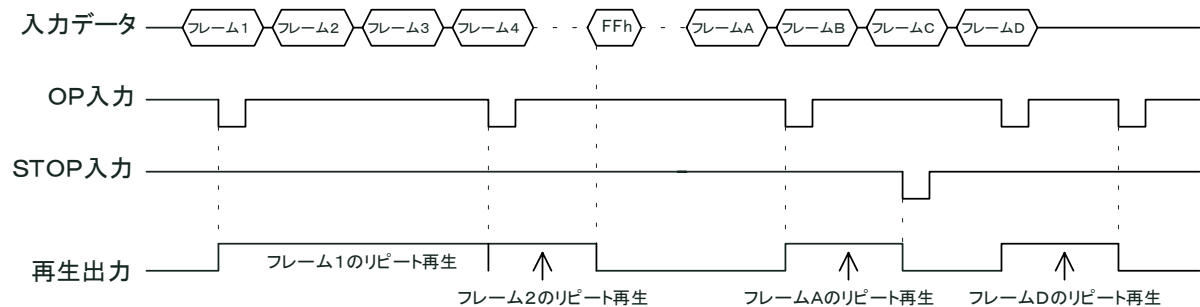 入力データ
フレーム1
フレーム2
フレーム3
フレーム4
FFh
フレームA
フレームB
フレームC
フレームD
OP入力
STOP入力
再生出力
フレーム1のリピート再生
フレーム2のリピート再生
フレームAのリピート再生
フレームDのリピート再生